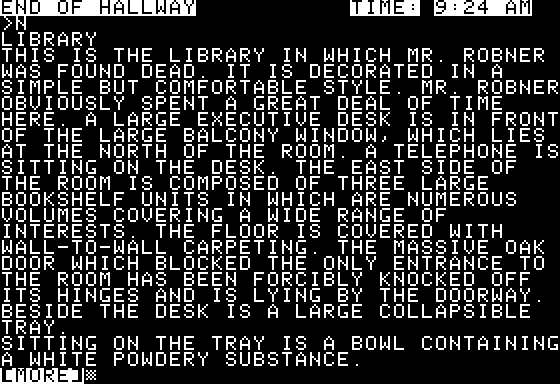 END OF HALLWAY TIME: 9:24 AM
>N
LIBRARY
THIS IS THE LIBRARY IN WHICH MR. ROBNER
WAS FOUND DEAD. IT IS DECORATED IN A
SIMPLE BUT COMFORTABLE STYLE. MR. ROBNER
OBVIOUSLY SPENT A GREAT DEAL OF TIME
HERE. A LARGE EXECUTIVE DESK IS IN FRONT
OF THE LARGE BALCONY WINDOW, WHICH LIES
AT THE NORTH OF THE ROOM. A TELEPHONE IS
SITTING ON THE DESK. THE EAST SIDE OF
THE ROOM IS COMPOSED OF THREE LARGE
BOOKSHELF UNITS IN WHICH ARE NUMEROUS
VOLUMES COVERING A WIDE RANGE OF
INTERESTS. THE FLOOR IS COVERED WITH
WALL-TO-WALL CARPETING. THE MASSIVE OAK
DOOR WHICH BLOCKED THE ONLY ENTRANCE TO
THE ROOM HAS BEEN FORCIBLY KNOCKED OFF
ITS HINGES AND IS LYING BY THE DOORWAY.
BESIDE THE DESK IS A LARGE COLLAPSIBLE
TRAY.
SITTING ON THE TRAY IS A BOWL CONTAINING
A WHITE POWDERY SUBSTANCE.
[MORE]